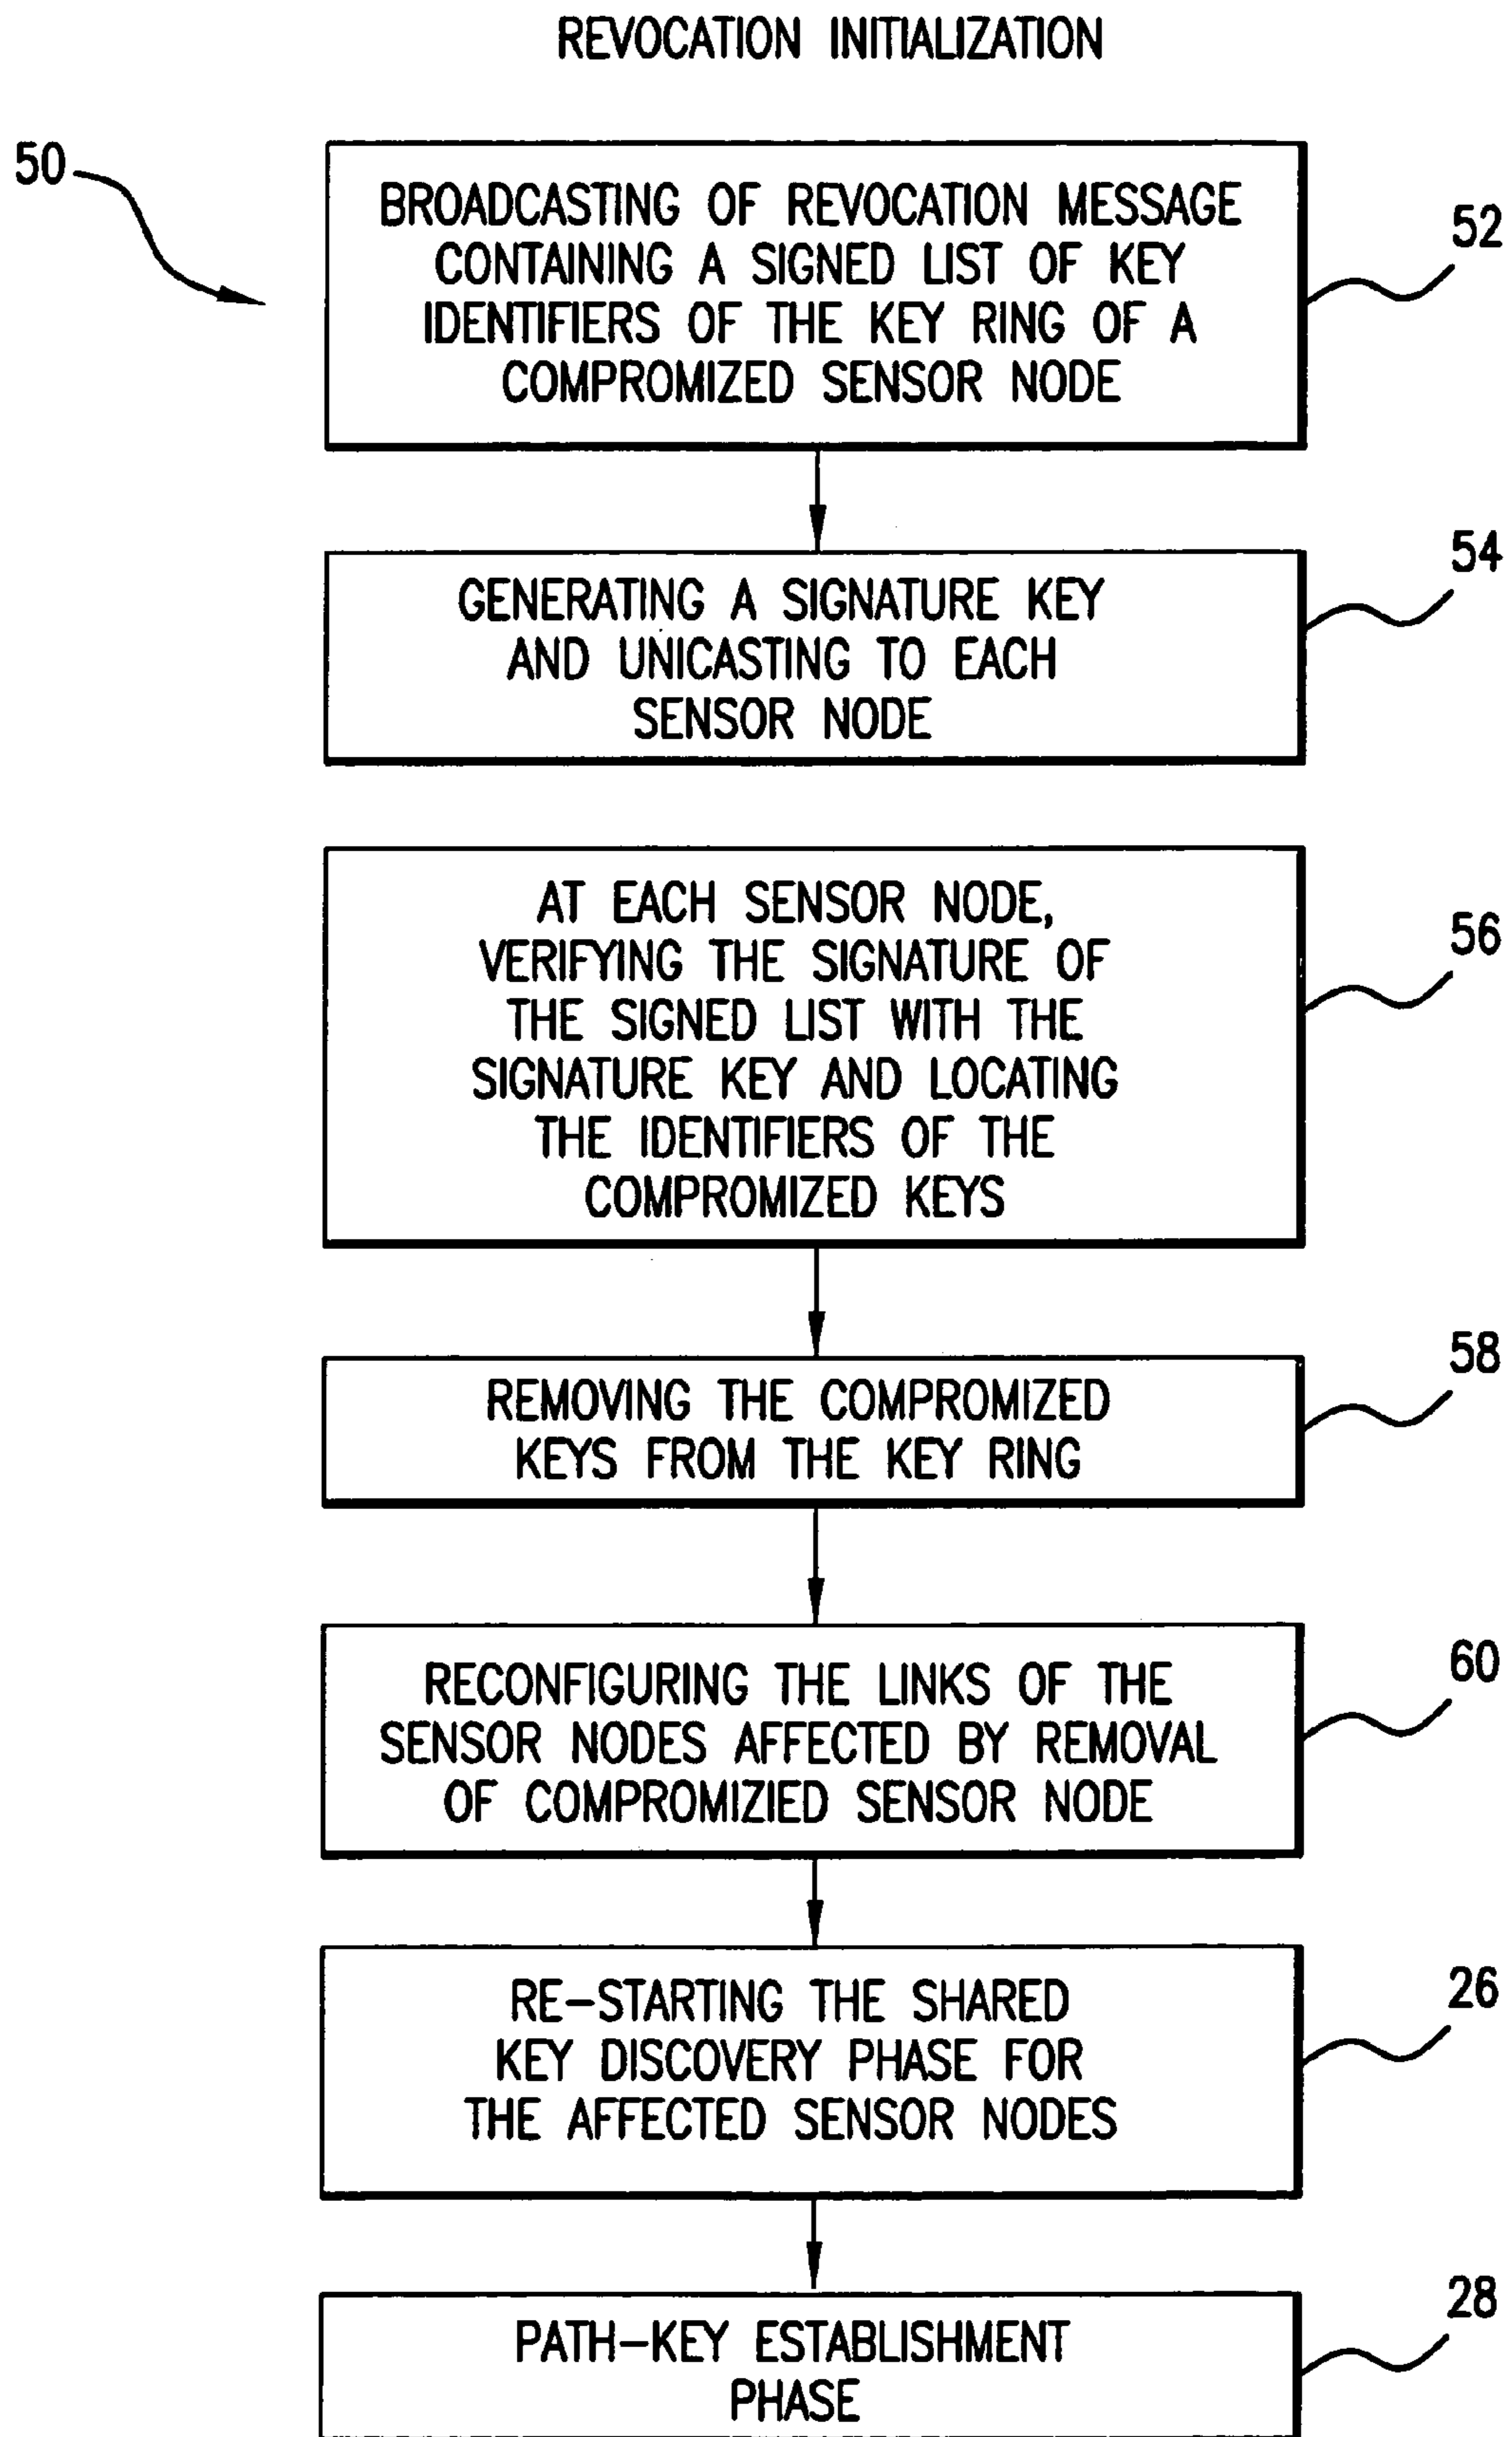 REVOCATION INITIALIZATION
50
BROADCASTING OF REVOCATION MESSAGE
CONTAINING A SIGNED LIST OF KEY
IDENTIFIERS OF THE KEY RING OF A
COMPROMIZED SENSOR NODE
52
GENERATING A SIGNATURE KEY
AND UNICASTING TO EACH
SENSOR NODE
54
AT EACH SENSOR NODE,
VERIFYING THE SIGNATURE OF
THE SIGNED LIST WITH THE
SIGNATURE KEY AND LOCATING
THE IDENTIFIERS OF THE
COMPROMIZED KEYS
56
REMOVING THE COMPROMIZED
KEYS FROM THE KEY RING
58
RECONFIGURING THE LINKS OF THE
SENSOR NODES AFFECTED BY REMOVAL
OF COMPROMIZIED SENSOR NODE
60
RE-STARTING THE SHARED
KEY DISCOVERY PHASE FOR
THE AFFECTED SENSOR NODES
26
PATH-KEY ESTABLISHMENT
PHASE
28